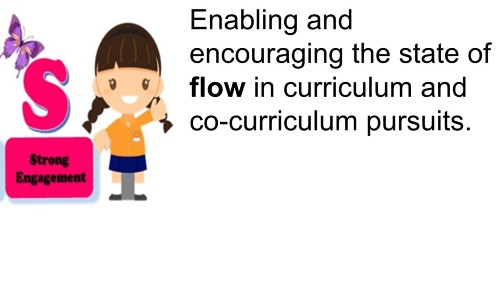 S
Strong
Engagement
Enabling and
encouraging the state of
flow in curriculum and
co-curriculum pursuits.